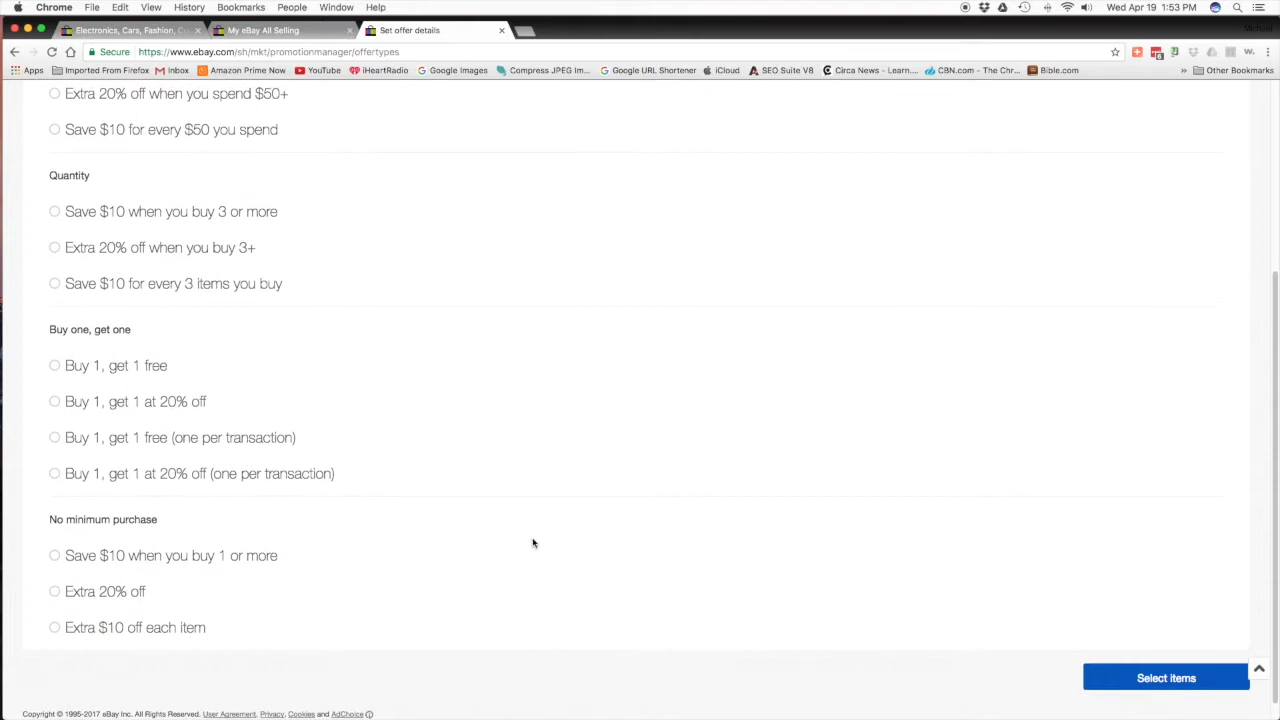 Chrome File Edit View History Bookmarks People Window Help Wed Apr 19 1:53 PM
Electronics, Cars, Fashion, C My eBay All Selling Set offer details
Secure https://www.ebay.com/sh/mkt/promotionmanager/offertypes
Apps Imported From Firefox Inbox Amazon Prime Now YouTube iHeartRadio Google Images Compress JPEG Im... Google URL Shortener iCloud SEO Suite V8 Circa News - Learn.... CBN.com - The Chr... Bible.com » Other Bookmarks
Extra 20% off when you spend $50+
Save $10 for every $50 you spend
Quantity
Save $10 when you buy 3 or more
Extra 20% off when you buy 3+
Save $10 for every 3 items you buy
Buy one, get one
Buy 1, get 1 free
Buy 1, get 1 at 20% off
Buy 1, get 1 free (one per transaction)
Buy 1, get 1 at 20% off (one per transaction)
No minimum purchase
Save $10 when you buy 1 or more
Extra 20% off
Extra $10 off each item
Select items
Copyright © 1995-2017 eBay Inc. All Rights Reserved. User Agreement, Privacy, Cookies and AdChoice